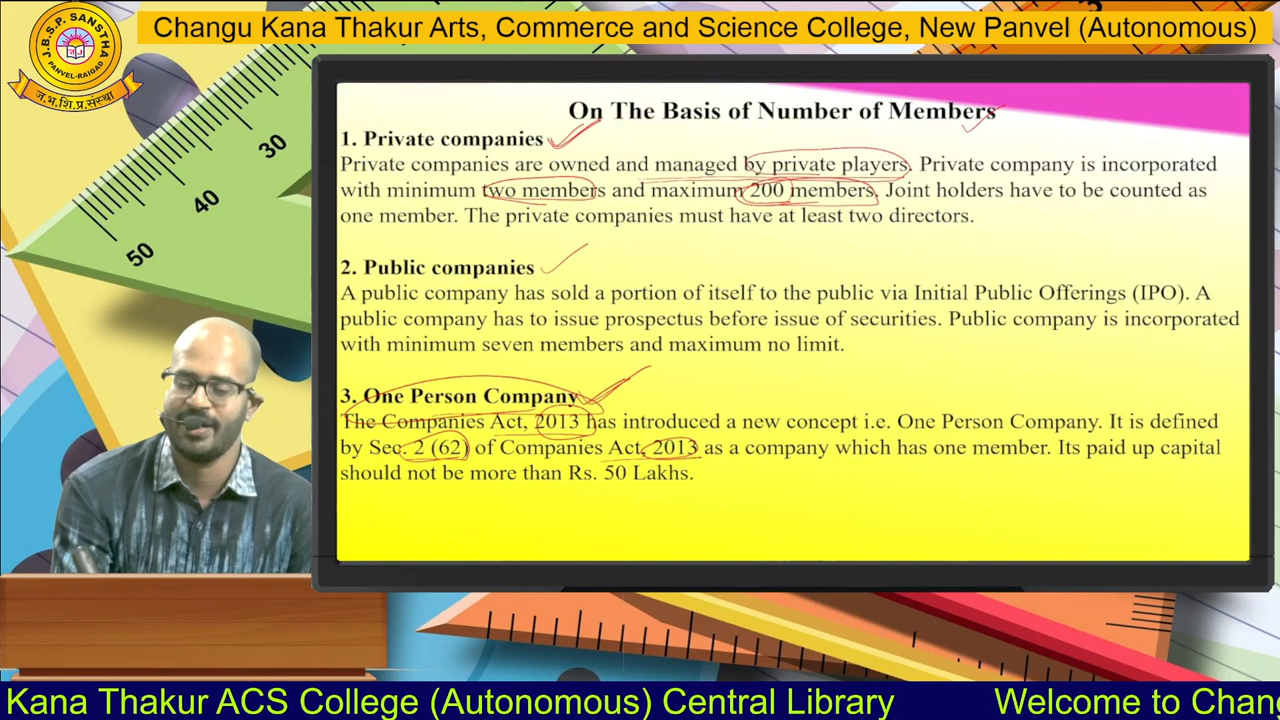 Changu Kana Thakur Arts, Commerce and Science College, New Panvel (Autonomous)
J.B.S.P. SANSTHA
PANVEL-RAIGAD
ज.भ.शि.प्र.संस्था
30
40
50
On The Basis of Number of Members
1. Private companies
Private companies are owned and managed by private players. Private company is incorporated
with minimum two members and maximum 200 members. Joint holders have to be counted as
one member. The private companies must have at least two directors.
2. Public companies
A public company has sold a portion of itself to the public via Initial Public Offerings (IPO). A
public company has to issue prospectus before issue of securities. Public company is incorporated
with minimum seven members and maximum no limit.
3. One Person Company
The Companies Act, 2013 has introduced a new concept i.e. One Person Company. It is defined
by Sec. 2 (62) of Companies Act, 2013 as a company which has one member. Its paid up capital
should not be more than Rs. 50 Lakhs.
Kana Thakur ACS College (Autonomous) Central Library Welcome to Chan